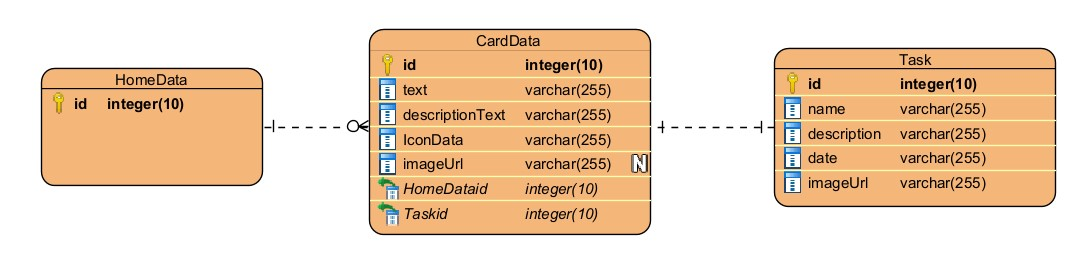 HomeData
id integer(10)
CardData
id integer(10)
text varchar(255)
descriptionText varchar(255)
IconData varchar(255)
imageUrl varchar(255) N
HomeDataid integer(10)
Taskid integer(10)
Task
id integer(10)
name varchar(255)
description varchar(255)
date varchar(255)
imageUrl varchar(255)